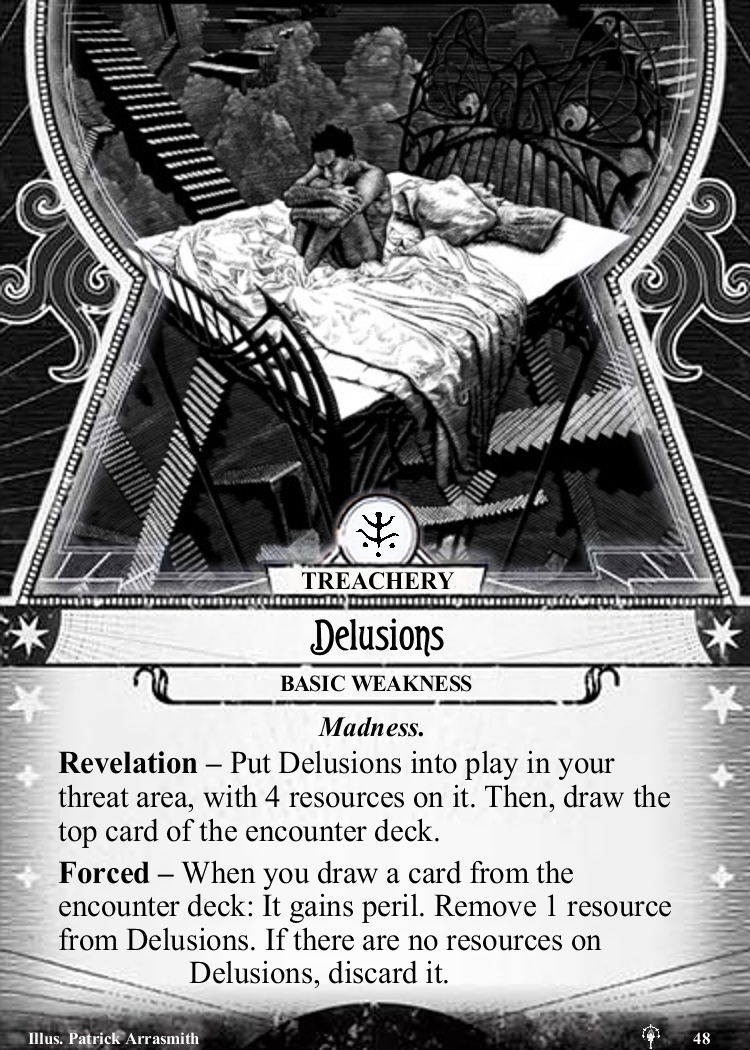 TREACHERY
Delusions
BASIC WEAKNESS
Madness.
Revelation – Put Delusions into play in your
threat area, with 4 resources on it. Then, draw the
top card of the encounter deck.
Forced – When you draw a card from the
encounter deck: It gains peril. Remove 1 resource
from Delusions. If there are no resources on
Delusions, discard it.
Illus. Patrick Arrasmith 48